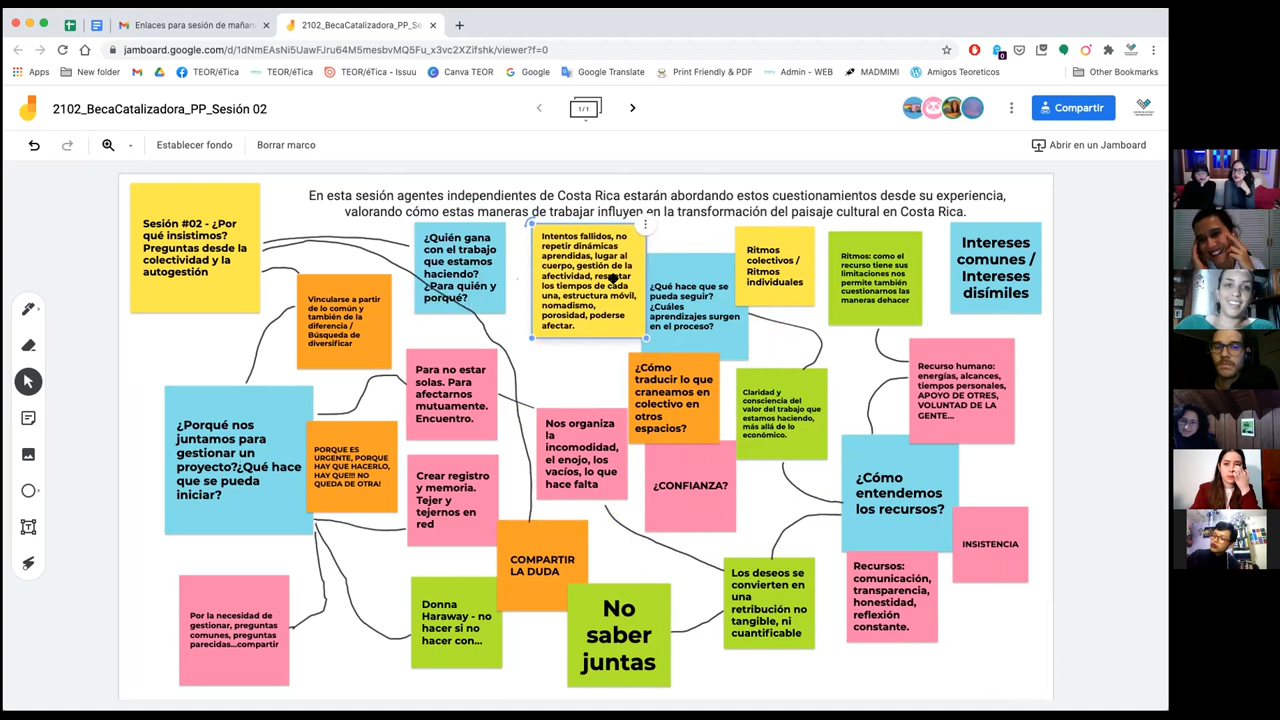 Enlaces para sesión de mañan
2102_BecaCatalizadora_PP_Se
jamboard.google.com/d/1dNmEAsNi5UawFJru64M5mesbvMQ5Fu_x3vc2XZifshk/viewer?f=0
Apps
New folder
TEOR/éTica
TEOR/éTica
TEOR/éTica - Issuu
Canva TEOR
Google
Google Translate
Print Friendly & PDF
Admin - WEB
MADMIMI
Amigos Teoreticos
Other Bookmarks
2102_BecaCatalizadora_PP_Sesión 02
1/1
Compartir
Establecer fondo
Borrar marco
Abrir en un Jamboard
En esta sesión agentes independientes de Costa Rica estarán abordando estos cuestionamientos desde su experiencia,
valorando cómo estas maneras de trabajar influyen en la transformación del paisaje cultural en Costa Rica.
Sesión #02 - ¿Por
qué insistimos?
Preguntas desde la
colectividad y la
autogestión
¿Quién gana
con el trabajo
que estamos
haciendo?
¿Para quién y
porqué?
Intentos fallidos, no
repetir dinámicas
aprendidas, lugar al
cuerpo, gestión de la
afectividad, respetar
los tiempos de cada
una, estructura móvil,
nomadismo,
porosidad, poderse
afectar.
¿Qué hace que se
pueda seguir?
¿Cuáles
aprendizajes surgen
en el proceso?
Ritmos
colectivos /
Ritmos
individuales
Ritmos: como el
recurso tiene sus
limitaciones nos
permite también
cuestionarnos las
maneras dehacer
Intereses
comunes /
Intereses
disímiles
Vincularse a partir
de lo común y
también de la
diferencia /
Búsqueda de
diversificar
Para no estar
solas. Para
afectarnos
mutuamente.
Encuentro.
¿Cómo
traducir lo que
craneamos en
colectivo en
otros
espacios?
Claridad y
consciencia del
valor del trabajo que
estamos haciendo,
más allá de lo
económico.
Recurso humano:
energías, alcances,
tiempos personales,
APOYO DE OTRES,
VOLUNTAD DE LA
GENTE...
¿Porqué nos
juntamos para
gestionar un
proyecto?¿Qué hace
que se pueda
iniciar?
PORQUE ES
URGENTE, PORQUE
HAY QUE HACERLO,
HAY QUE!!! NO
QUEDA DE OTRA!
Nos organiza
la
incomodidad,
el enojo, los
vacíos, lo que
hace falta
¿CONFIANZA?
Crear registro
y memoria.
Tejer y
tejernos en
red
¿Cómo
entendemos
los recursos?
INSISTENCIA
COMPARTIR
LA DUDA
Por la necesidad de
gestionar, preguntas
comunes, preguntas
parecidas...compartir
Donna
Haraway - no
hacer si no
hacer con...
No
saber
juntas
Los deseos se
convierten en
una
retribución no
tangible, ni
cuantificable
Recursos:
comunicación,
transparencia,
honestidad,
reflexión
constante.